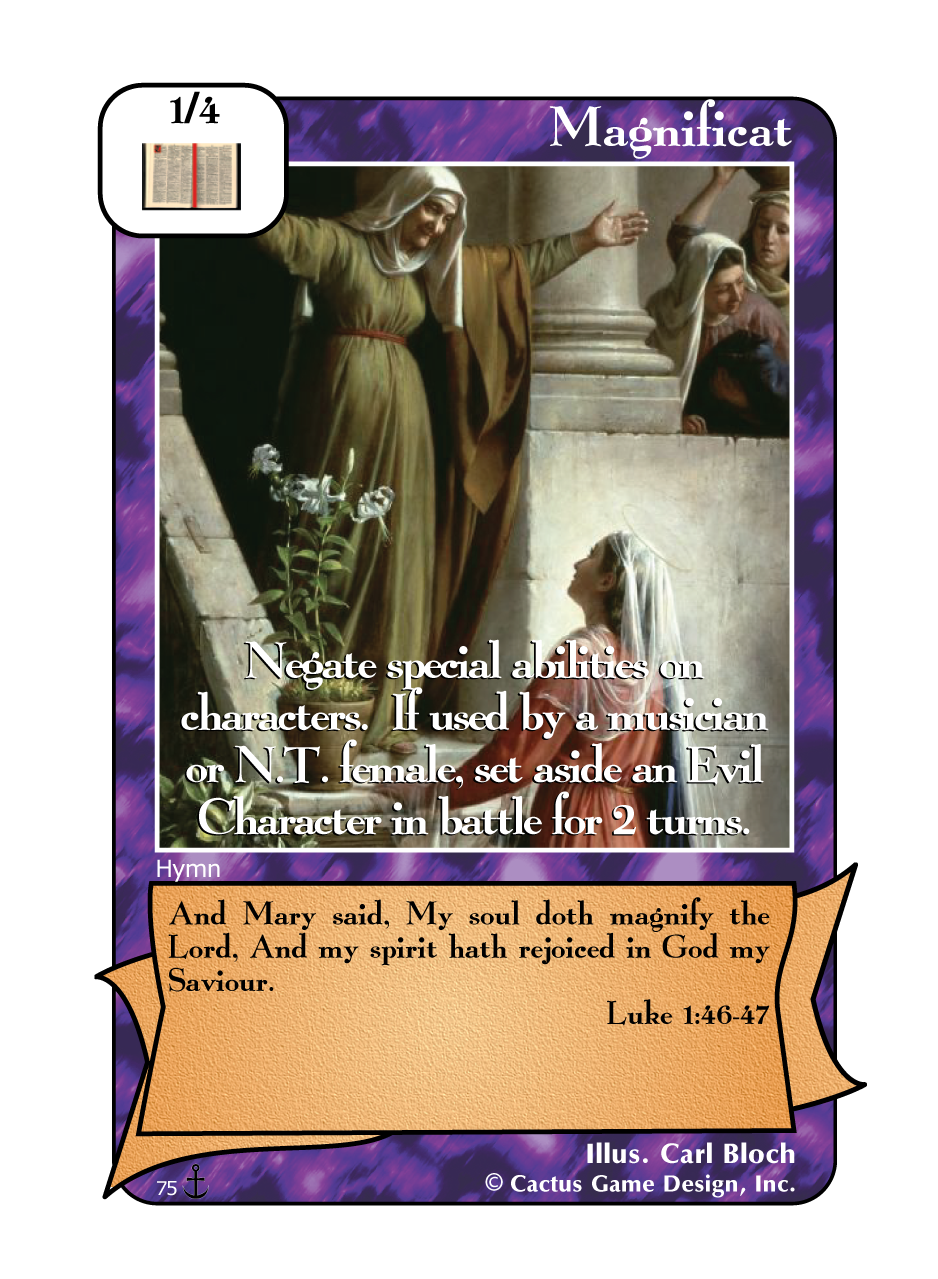 1/4
Magnificat
Negate special abilities on
characters. If used by a musician
or N.T. female, set aside an Evil
Character in battle for 2 turns.
Hymn
And Mary said, My soul doth magnify the
Lord, And my spirit hath rejoiced in God my
Saviour.
Luke 1:46-47
Illus. Carl Bloch
75
© Cactus Game Design, Inc.